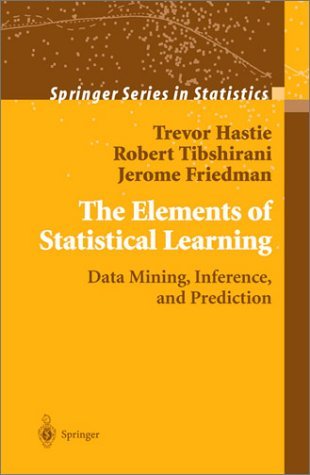 Springer Series in Statistics
Trevor Hastie
Robert Tibshirani
Jerome Friedman
The Elements of
Statistical Learning
Data Mining, Inference,
and Prediction
Springer